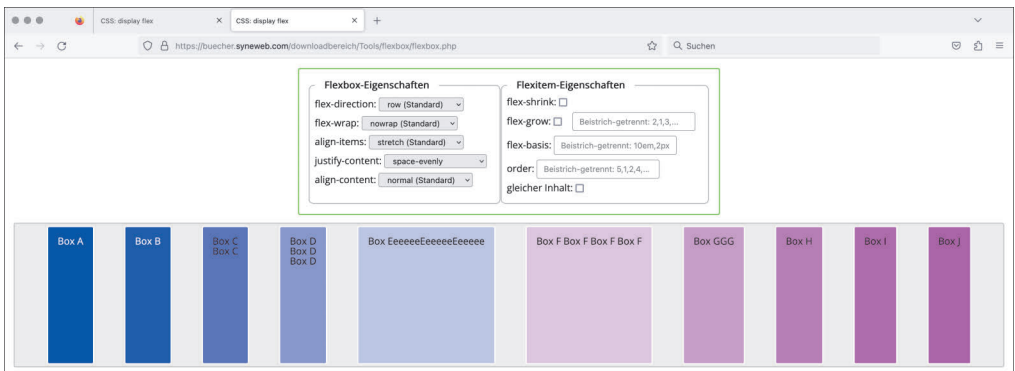 CSS: display flex
CSS: display flex
https://buecher.syneweb.com/downloadbereich/Tools/flexbox/flexbox.php
Suchen
Flexbox-Eigenschaften
flex-direction: row (Standard)
flex-wrap: nowrap (Standard)
align-items: stretch (Standard)
justify-content: space-evenly
align-content: normal (Standard)
Flexitem-Eigenschaften
flex-shrink:
flex-grow: Beistrich-getrennt: 2,1,3,...
flex-basis: Beistrich-getrennt: 10em,2px
order: Beistrich-getrennt: 5,1,2,4,...
gleicher Inhalt:
Box A
Box B
Box C
Box C
Box D
Box D
Box D
Box EeeeeeEeeeeeEeeeee
Box F Box F Box F Box F
Box GGG
Box H
Box I
Box J